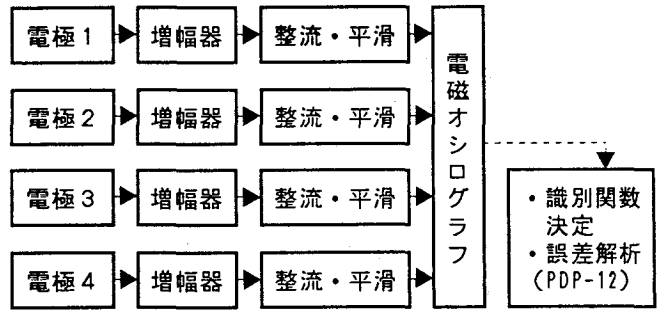 電極1
増幅器
整流・平滑
電極2
増幅器
整流・平滑
電極3
増幅器
整流・平滑
電極4
増幅器
整流・平滑
電磁オシログラフ
・識別関数
決定
・誤差解析
(PDP-12)